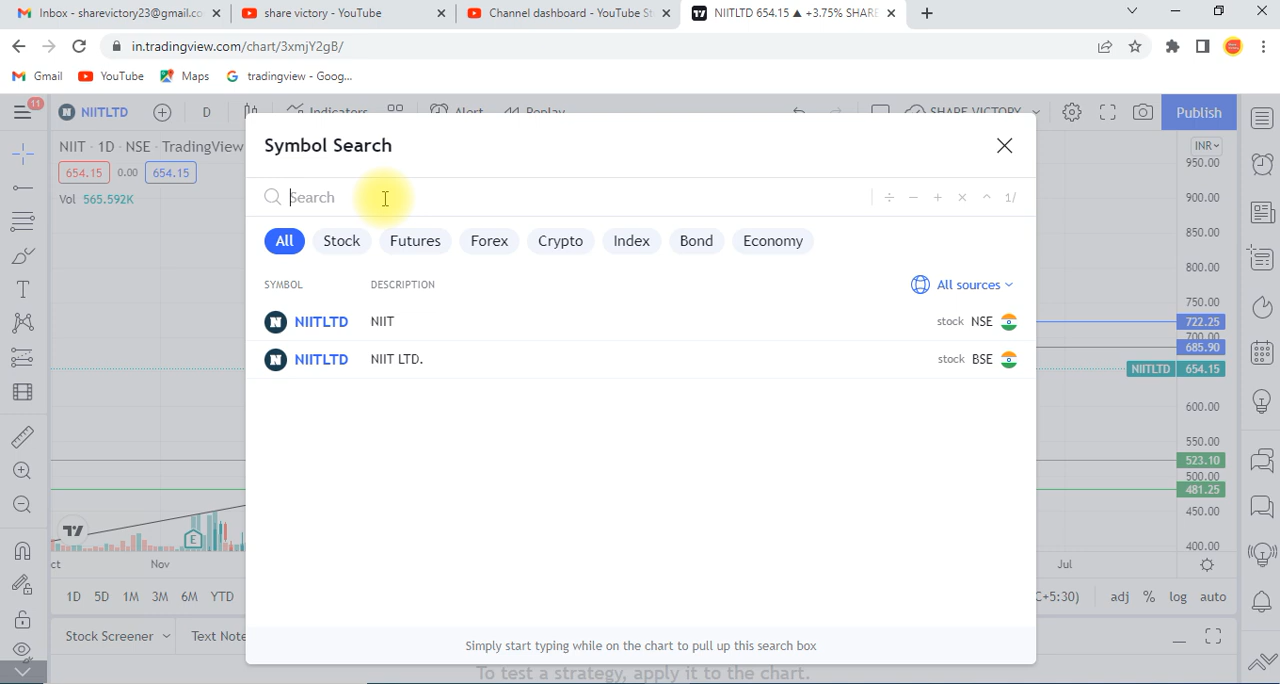 Inbox - sharevictory23@gmail.co
share victory - YouTube
Channel dashboard - YouTube St
NIITLTD 654.15 ▲ +3.75% SHARE
in.tradingview.com/chart/3xmjY2gB/
Gmail
YouTube
Maps
tradingview - Goog...
11
NIITLTD
D
Indicators
Alert
Replay
SHARE VICTORY
Publish
NIIT · 1D · NSE · TradingView
654.15 0.00 654.15
Vol 565.592K
Symbol Search
Search
÷ − + × ^ 1/
All Stock Futures Forex Crypto Index Bond Economy
SYMBOL DESCRIPTION All sources
NIITLTD NIIT stock NSE
NIITLTD NIIT LTD. stock BSE
Simply start typing while on the chart to pull up this search box
INR
950.00
900.00
850.00
800.00
750.00
722.25
700.00
685.90
NIITLTD 654.15
600.00
550.00
523.10
500.00
481.25
450.00
400.00
E
ct Nov Jul
1D 5D 1M 3M 6M YTD
C+5:30) adj % log auto
Stock Screener Text Note
To test a strategy, apply it to the chart.